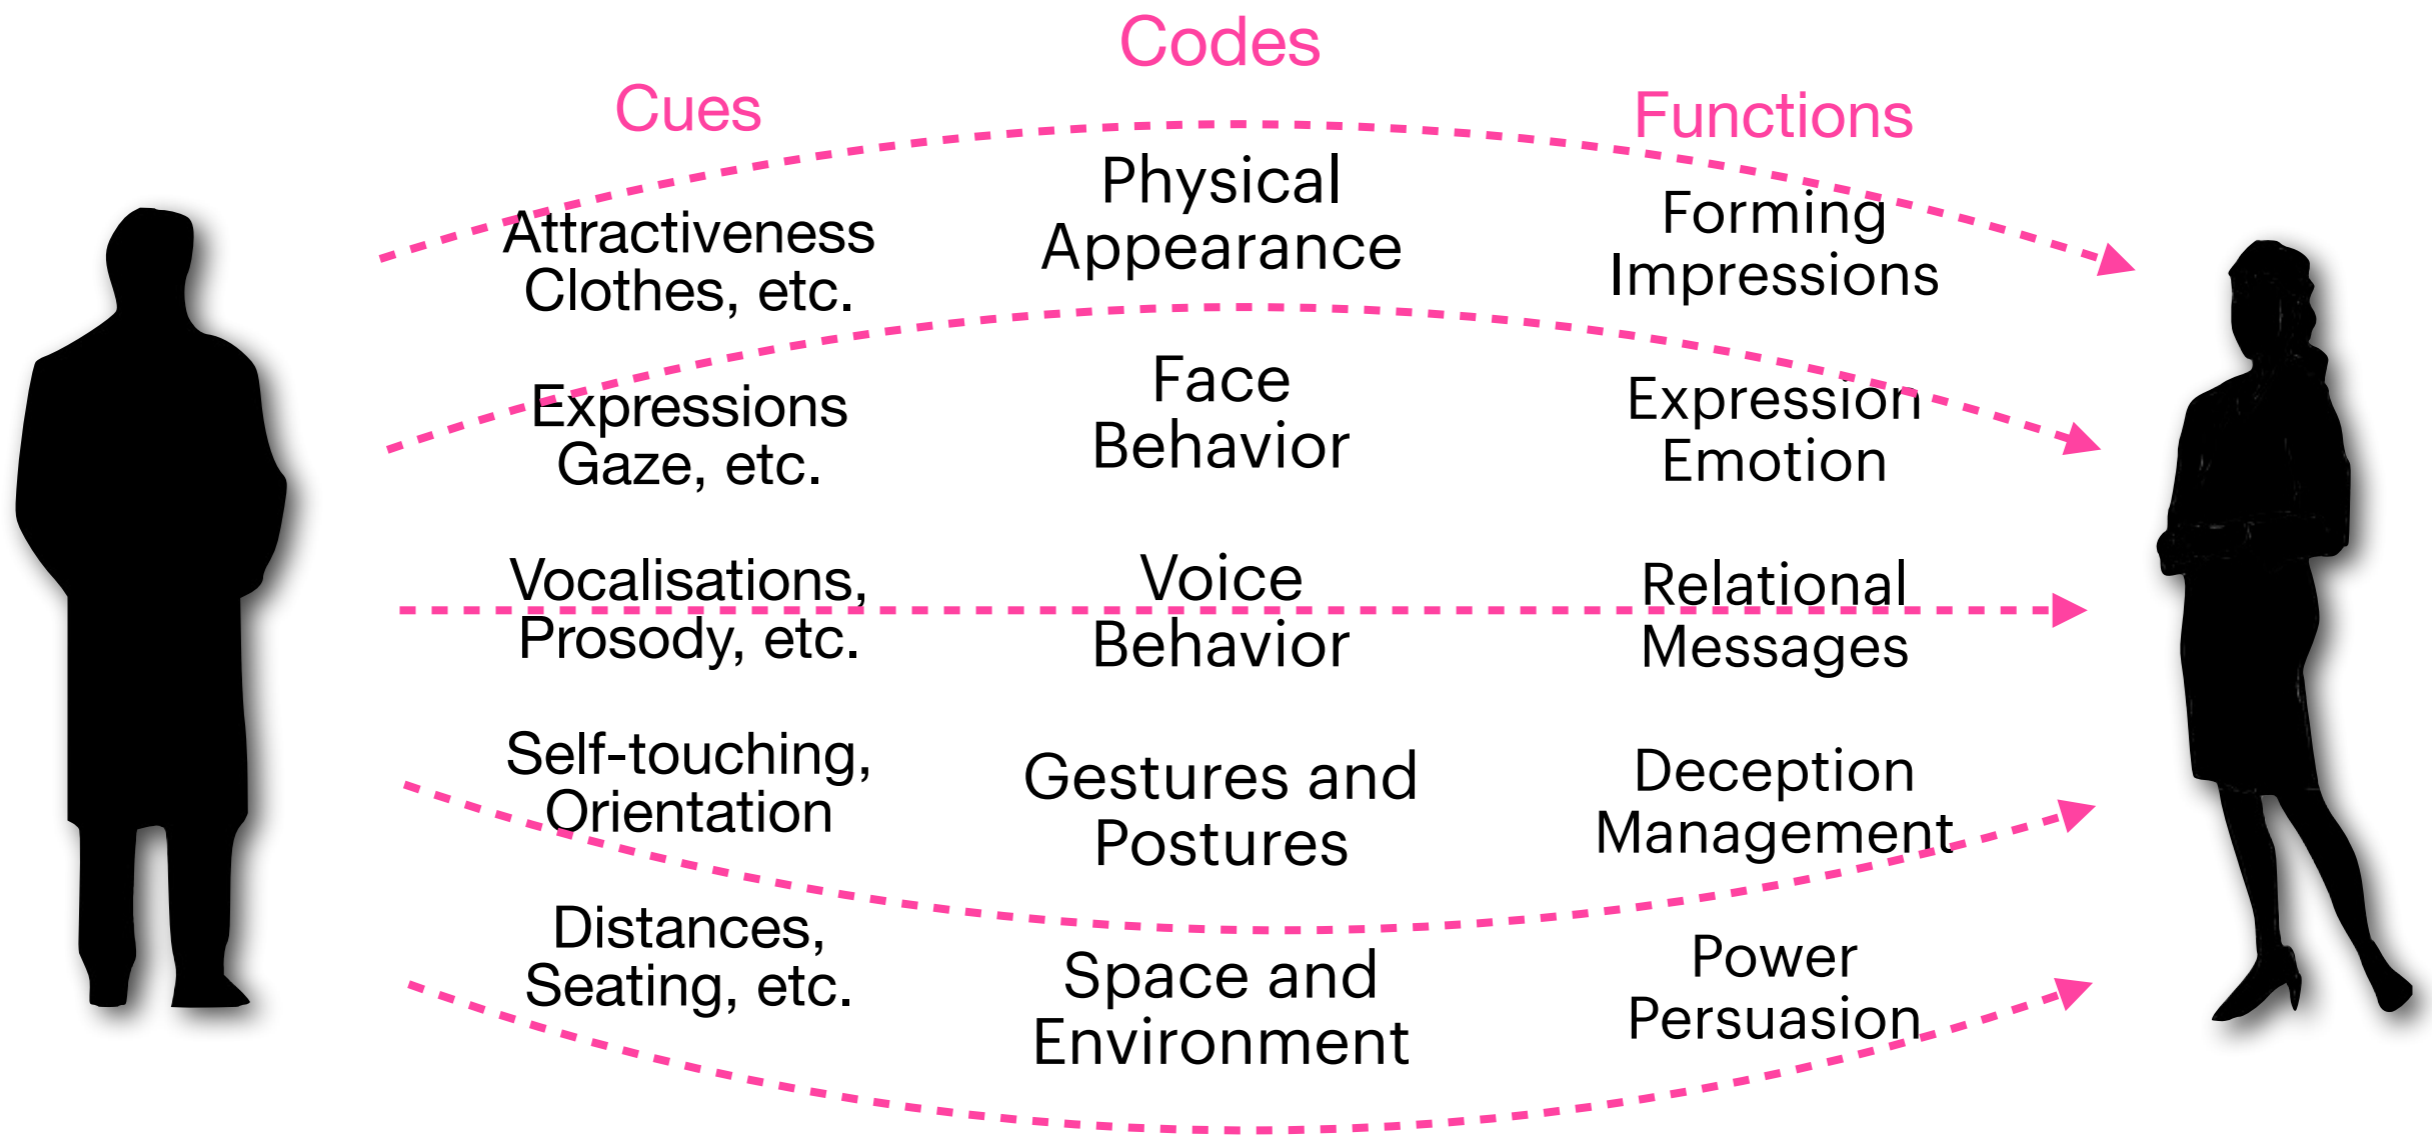 Codes
Cues
Functions
Attractiveness
Clothes, etc.
Physical
Appearance
Forming
Impressions
Expressions
Gaze, etc.
Face
Behavior
Expression
Emotion
Vocalisations,
Prosody, etc.
Voice
Behavior
Relational
Messages
Self-touching,
Orientation
Gestures and
Postures
Deception
Management
Distances,
Seating, etc.
Space and
Environment
Power
Persuasion